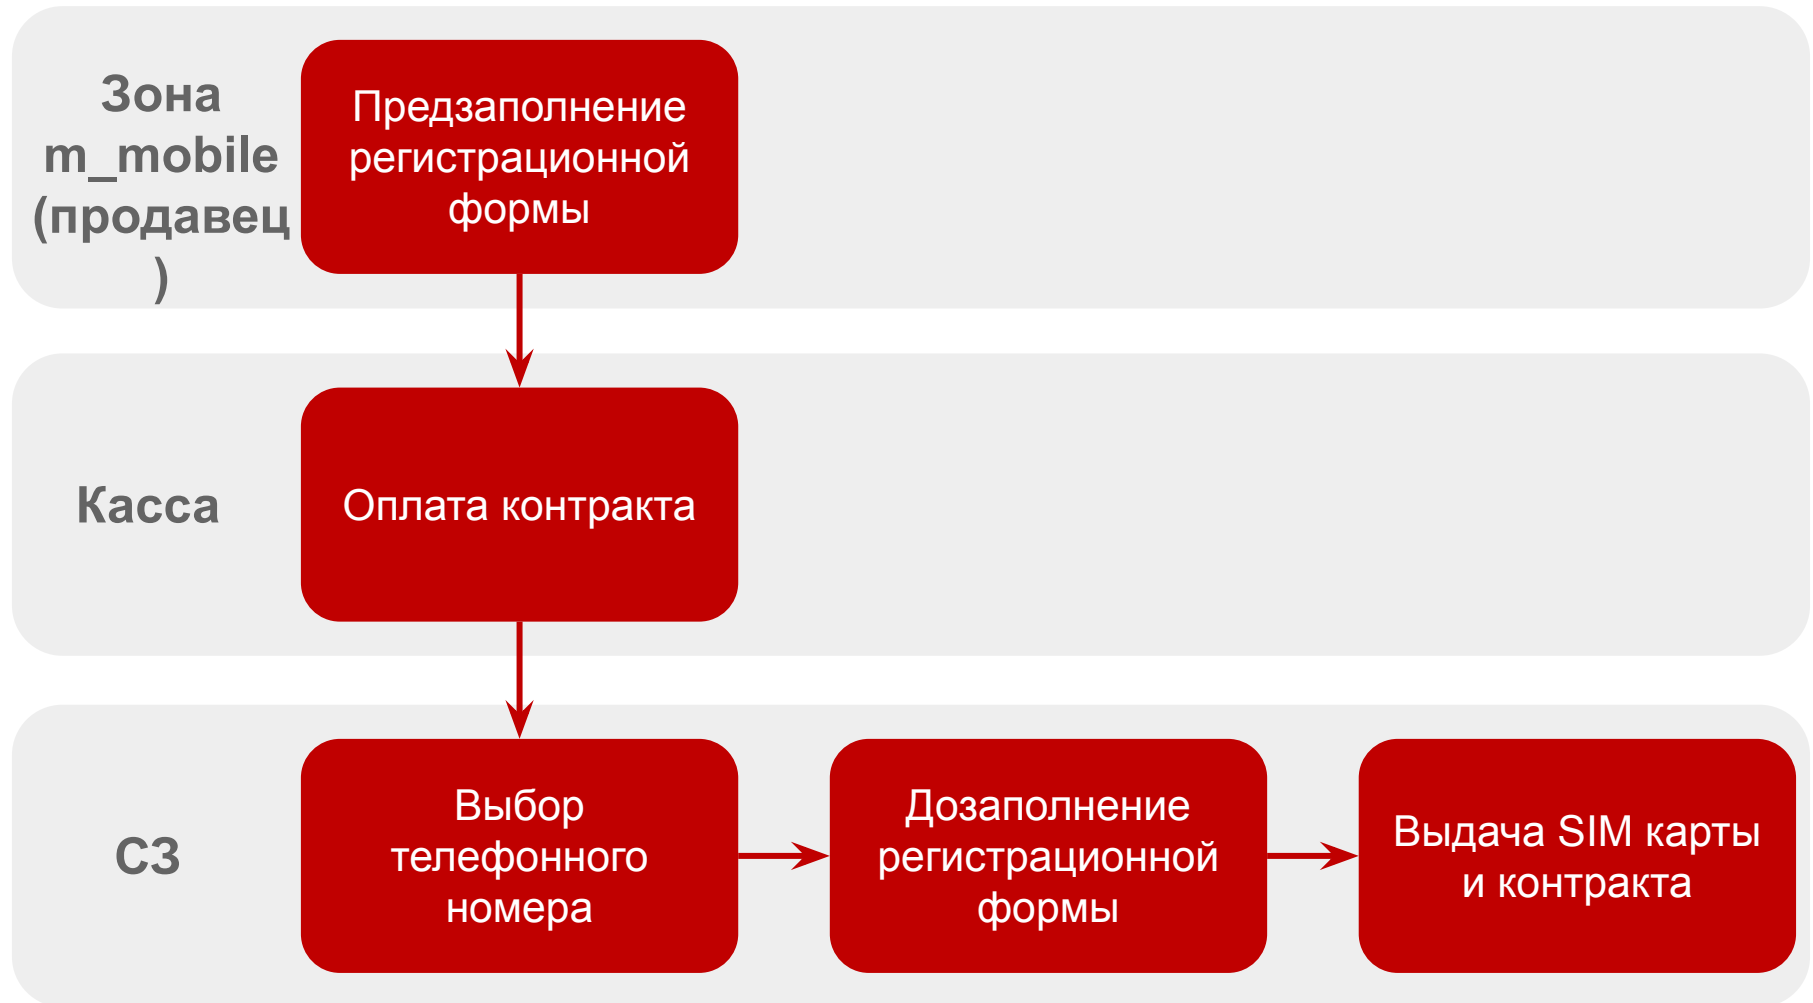 Зона
m_mobile
(продавец
)
Предзаполнение
регистрационной
формы
Касса
Оплата контракта
СЗ
Выбор
телефонного
номера
Дозаполнение
регистрационной
формы
Выдача SIM карты
и контракта